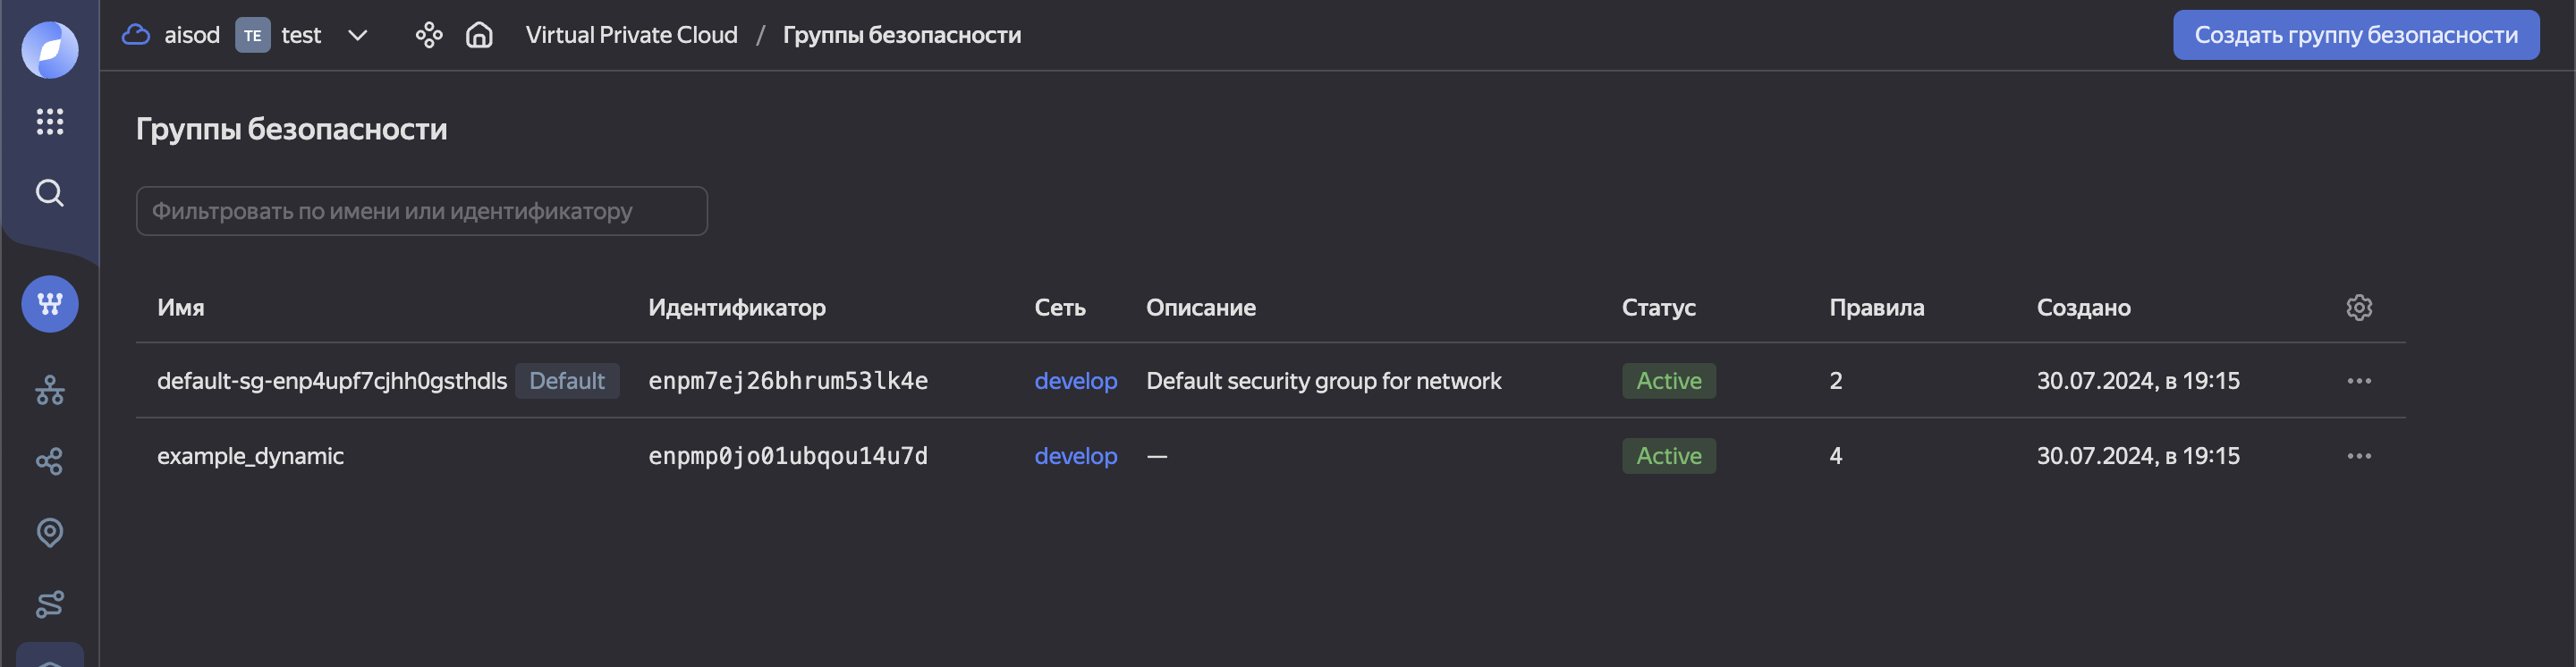 aisod TE test Virtual Private Cloud / Группы безопасности Создать группу безопасности
Группы безопасности
Фильтровать по имени или идентификатору
Имя Идентификатор Сеть Описание Статус Правила Создано
default-sg-enp4upf7cjhh0gsthdls Default enpm7ej26bhrum53lk4e develop Default security group for network Active 2 30.07.2024, в 19:15
example_dynamic enpmp0jo01ubqou14u7d develop — Active 4 30.07.2024, в 19:15